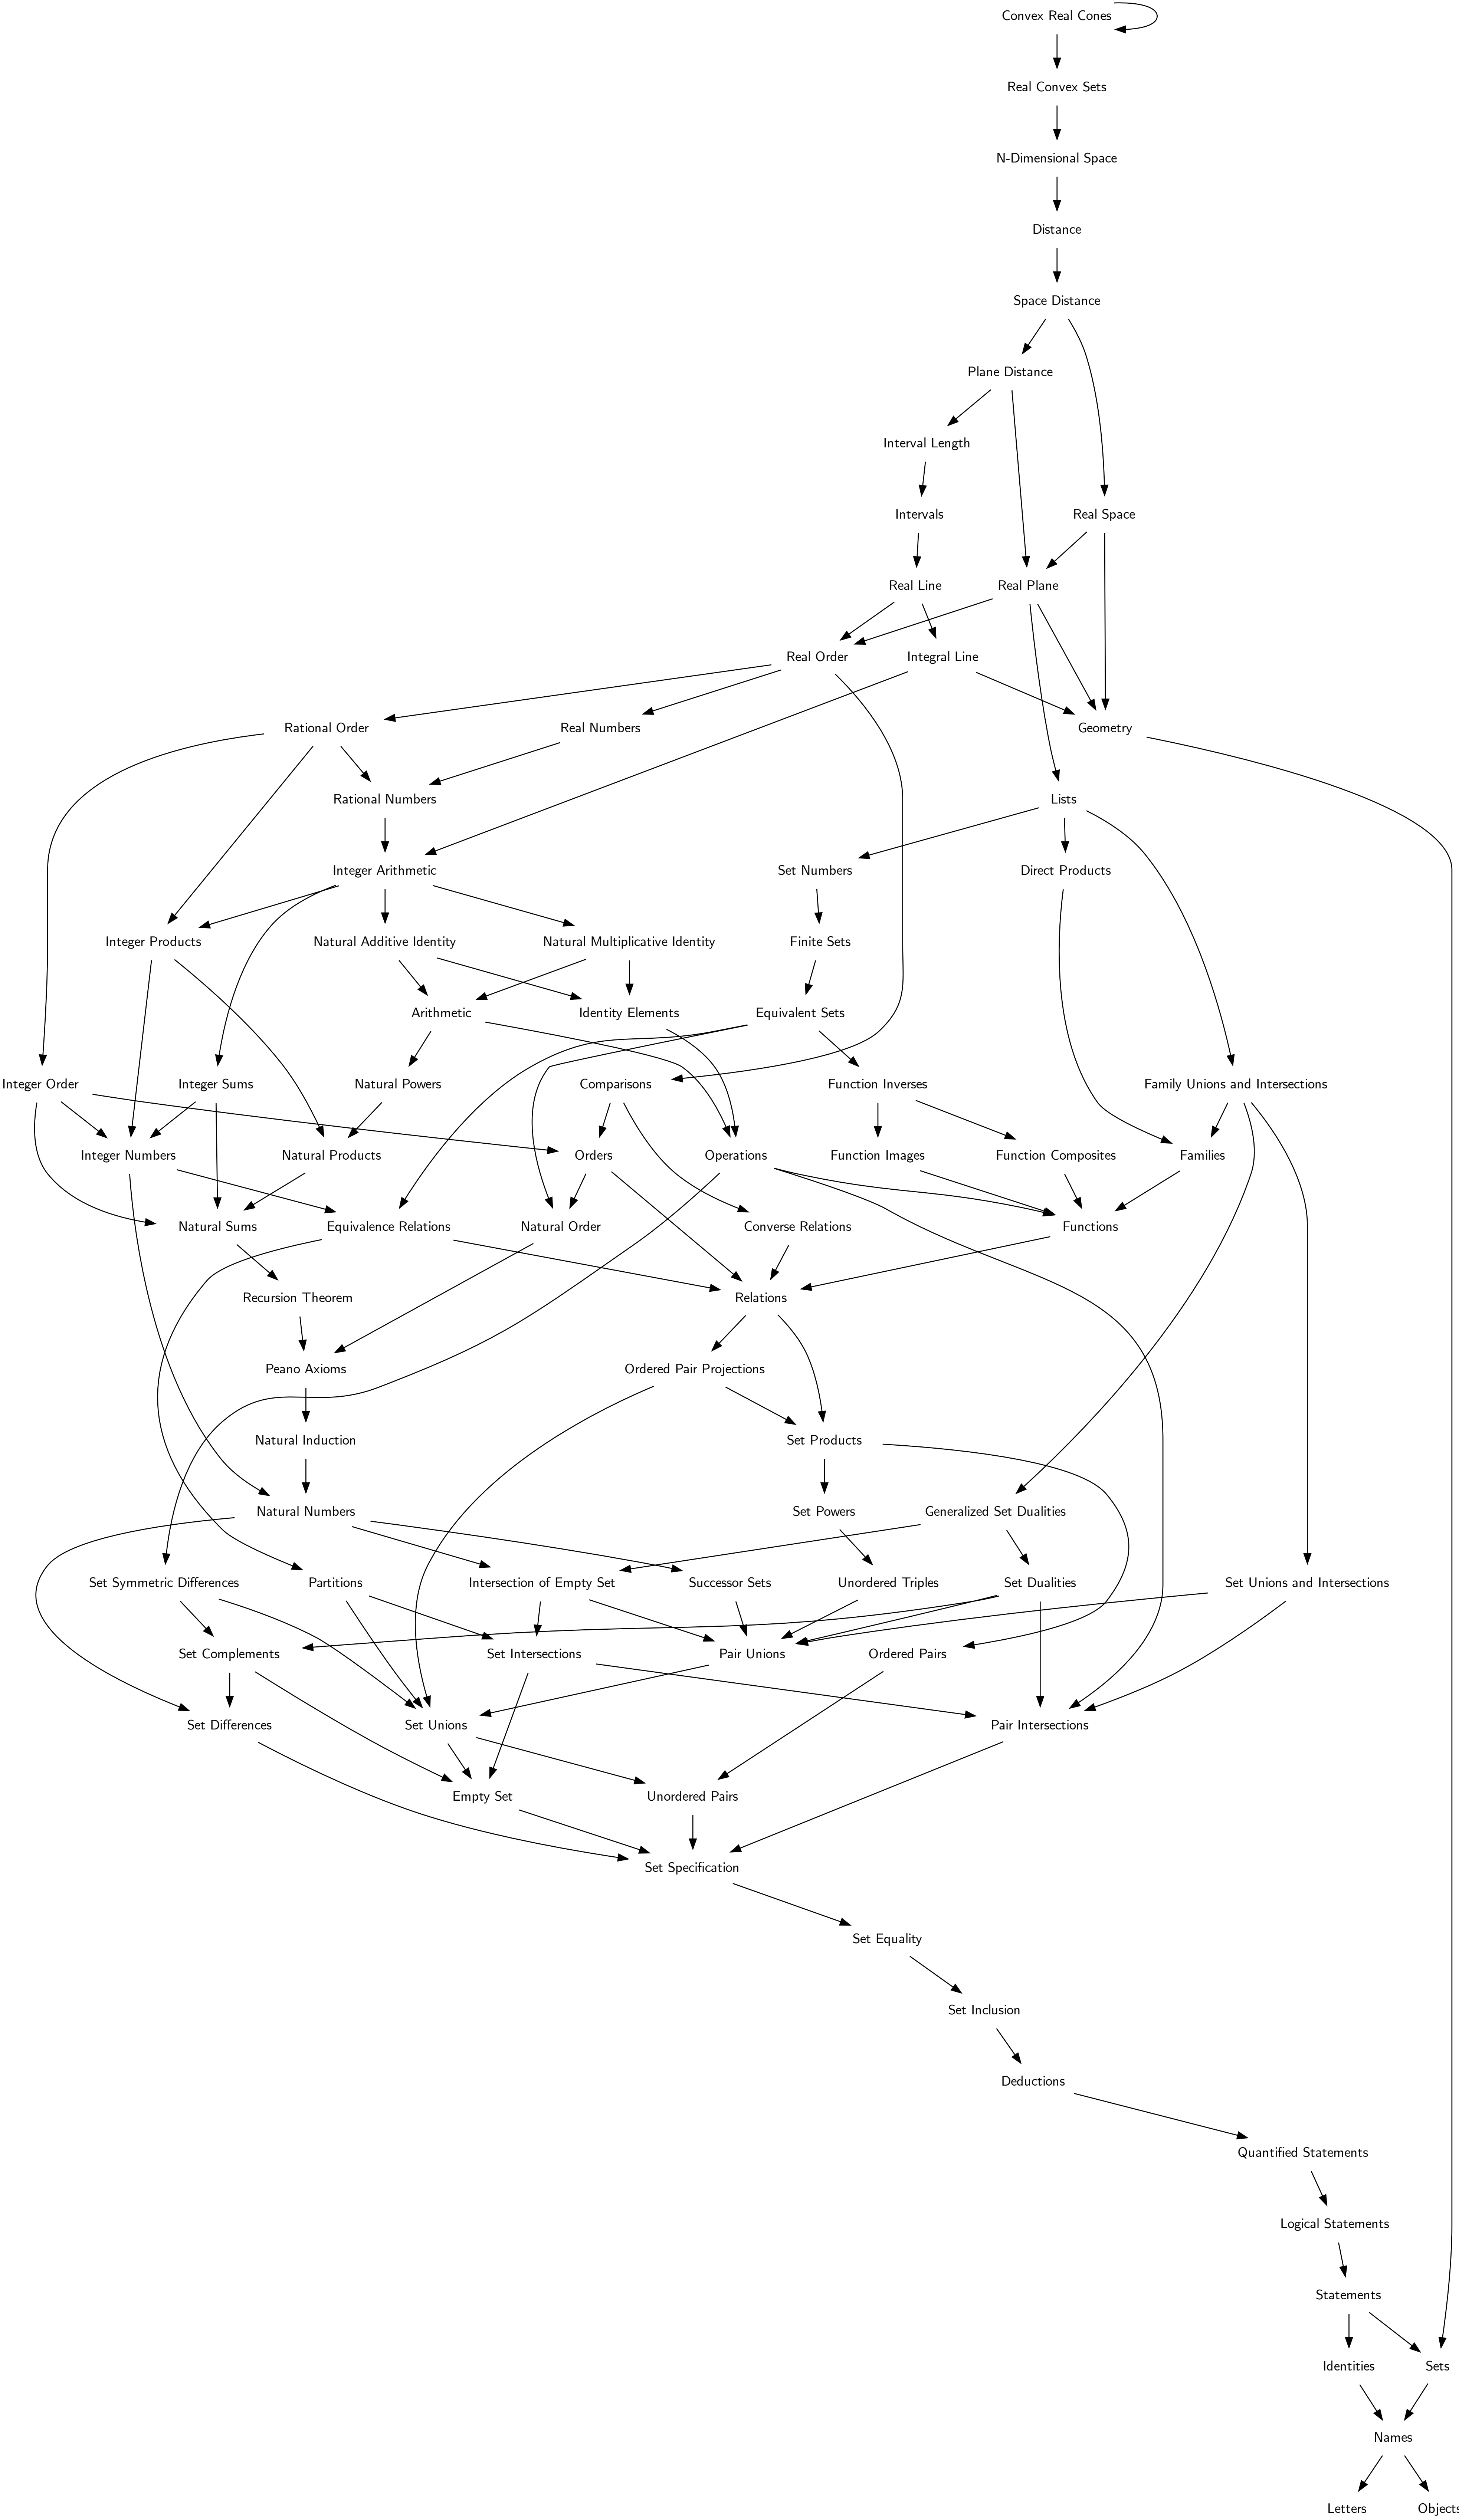 Convex Real Cones
Real Convex Sets
N-Dimensional Space
Distance
Space Distance
Plane Distance
Interval Length
Intervals
Real Space
Real Line
Real Plane
Real Order
Integral Line
Rational Order
Real Numbers
Geometry
Rational Numbers
Lists
Integer Arithmetic
Set Numbers
Direct Products
Integer Products
Natural Additive Identity
Natural Multiplicative Identity
Finite Sets
Arithmetic
Identity Elements
Equivalent Sets
Integer Order
Integer Sums
Natural Powers
Comparisons
Function Inverses
Family Unions and Intersections
Integer Numbers
Natural Products
Orders
Operations
Function Images
Function Composites
Families
Natural Sums
Equivalence Relations
Natural Order
Converse Relations
Functions
Recursion Theorem
Relations
Peano Axioms
Ordered Pair Projections
Natural Induction
Set Products
Natural Numbers
Set Powers
Generalized Set Dualities
Set Symmetric Differences
Partitions
Intersection of Empty Set
Successor Sets
Unordered Triples
Set Dualities
Set Unions and Intersections
Set Complements
Set Intersections
Pair Unions
Ordered Pairs
Set Differences
Set Unions
Pair Intersections
Empty Set
Unordered Pairs
Set Specification
Set Equality
Set Inclusion
Deductions
Quantified Statements
Logical Statements
Statements
Identities
Sets
Names
Letters
Objects